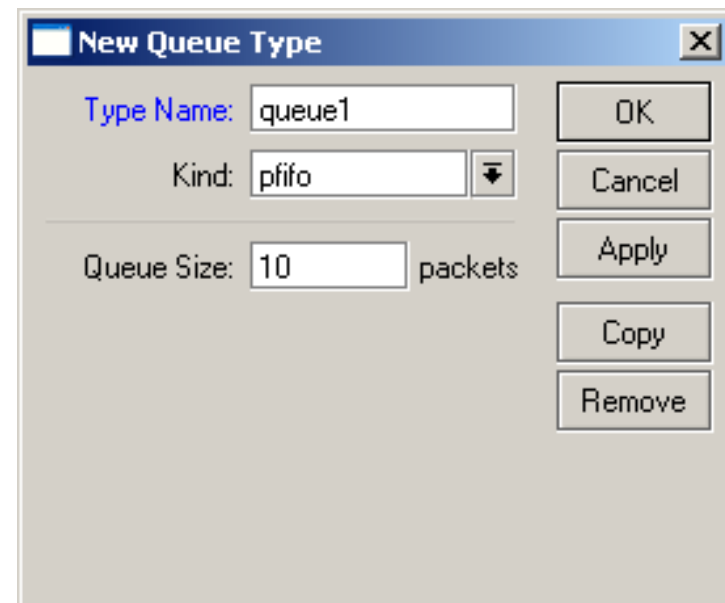 New Queue Type
Type Name: queue1
Kind: pfifo
Queue Size: 10 packets
OK
Cancel
Apply
Copy
Remove